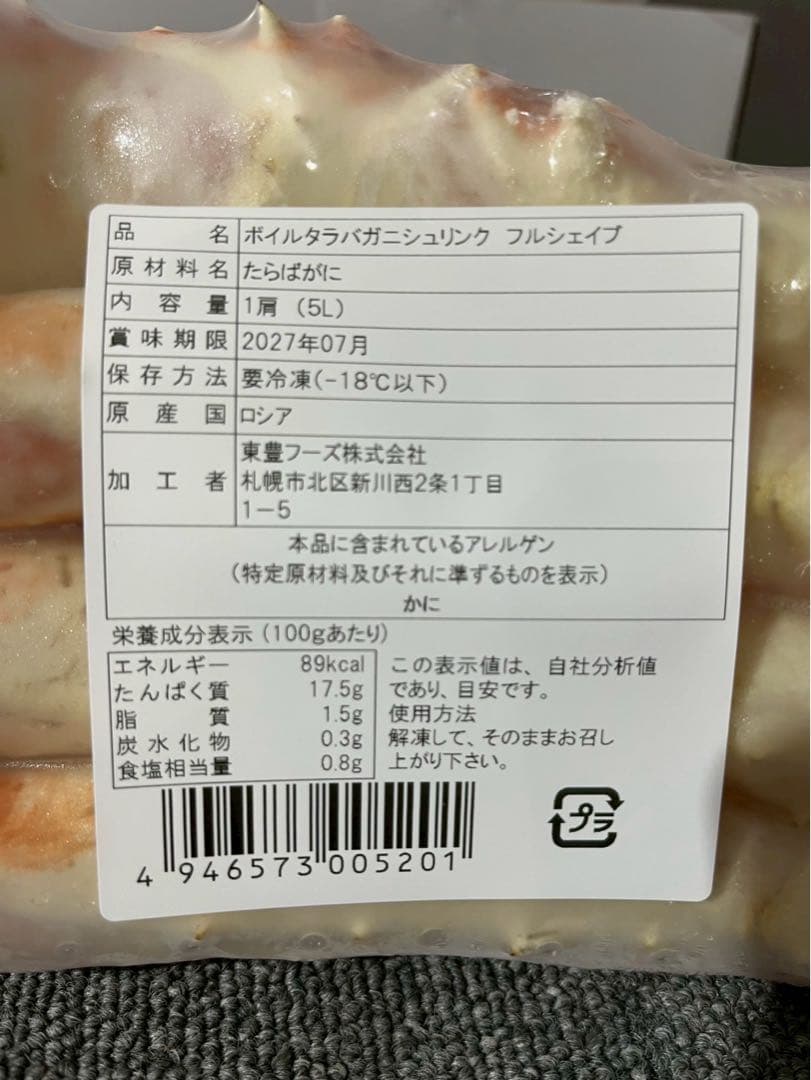 品名 ボイルタラバガニシュリンク フルシェイブ
原材料名 たらばがに
内容量 1肩 (5L)
賞味期限 2027年07月
保存方法 要冷凍(-18℃以下)
原産国 ロシア
加工者 東豊フーズ株式会社
札幌市北区新川西2条1丁目
1-5
本品に含まれているアレルゲン
(特定原材料及びそれに準ずるものを表示)
かに
栄養成分表示 (100gあたり)
エネルギー 89kcal
たんぱく質 17.5g
脂質 1.5g
炭水化物 0.3g
食塩相当量 0.8g
この表示値は、自社分析値
であり、目安です。
使用方法
解凍して、そのままお召し
上がり下さい。
4 946573 005201
プラ